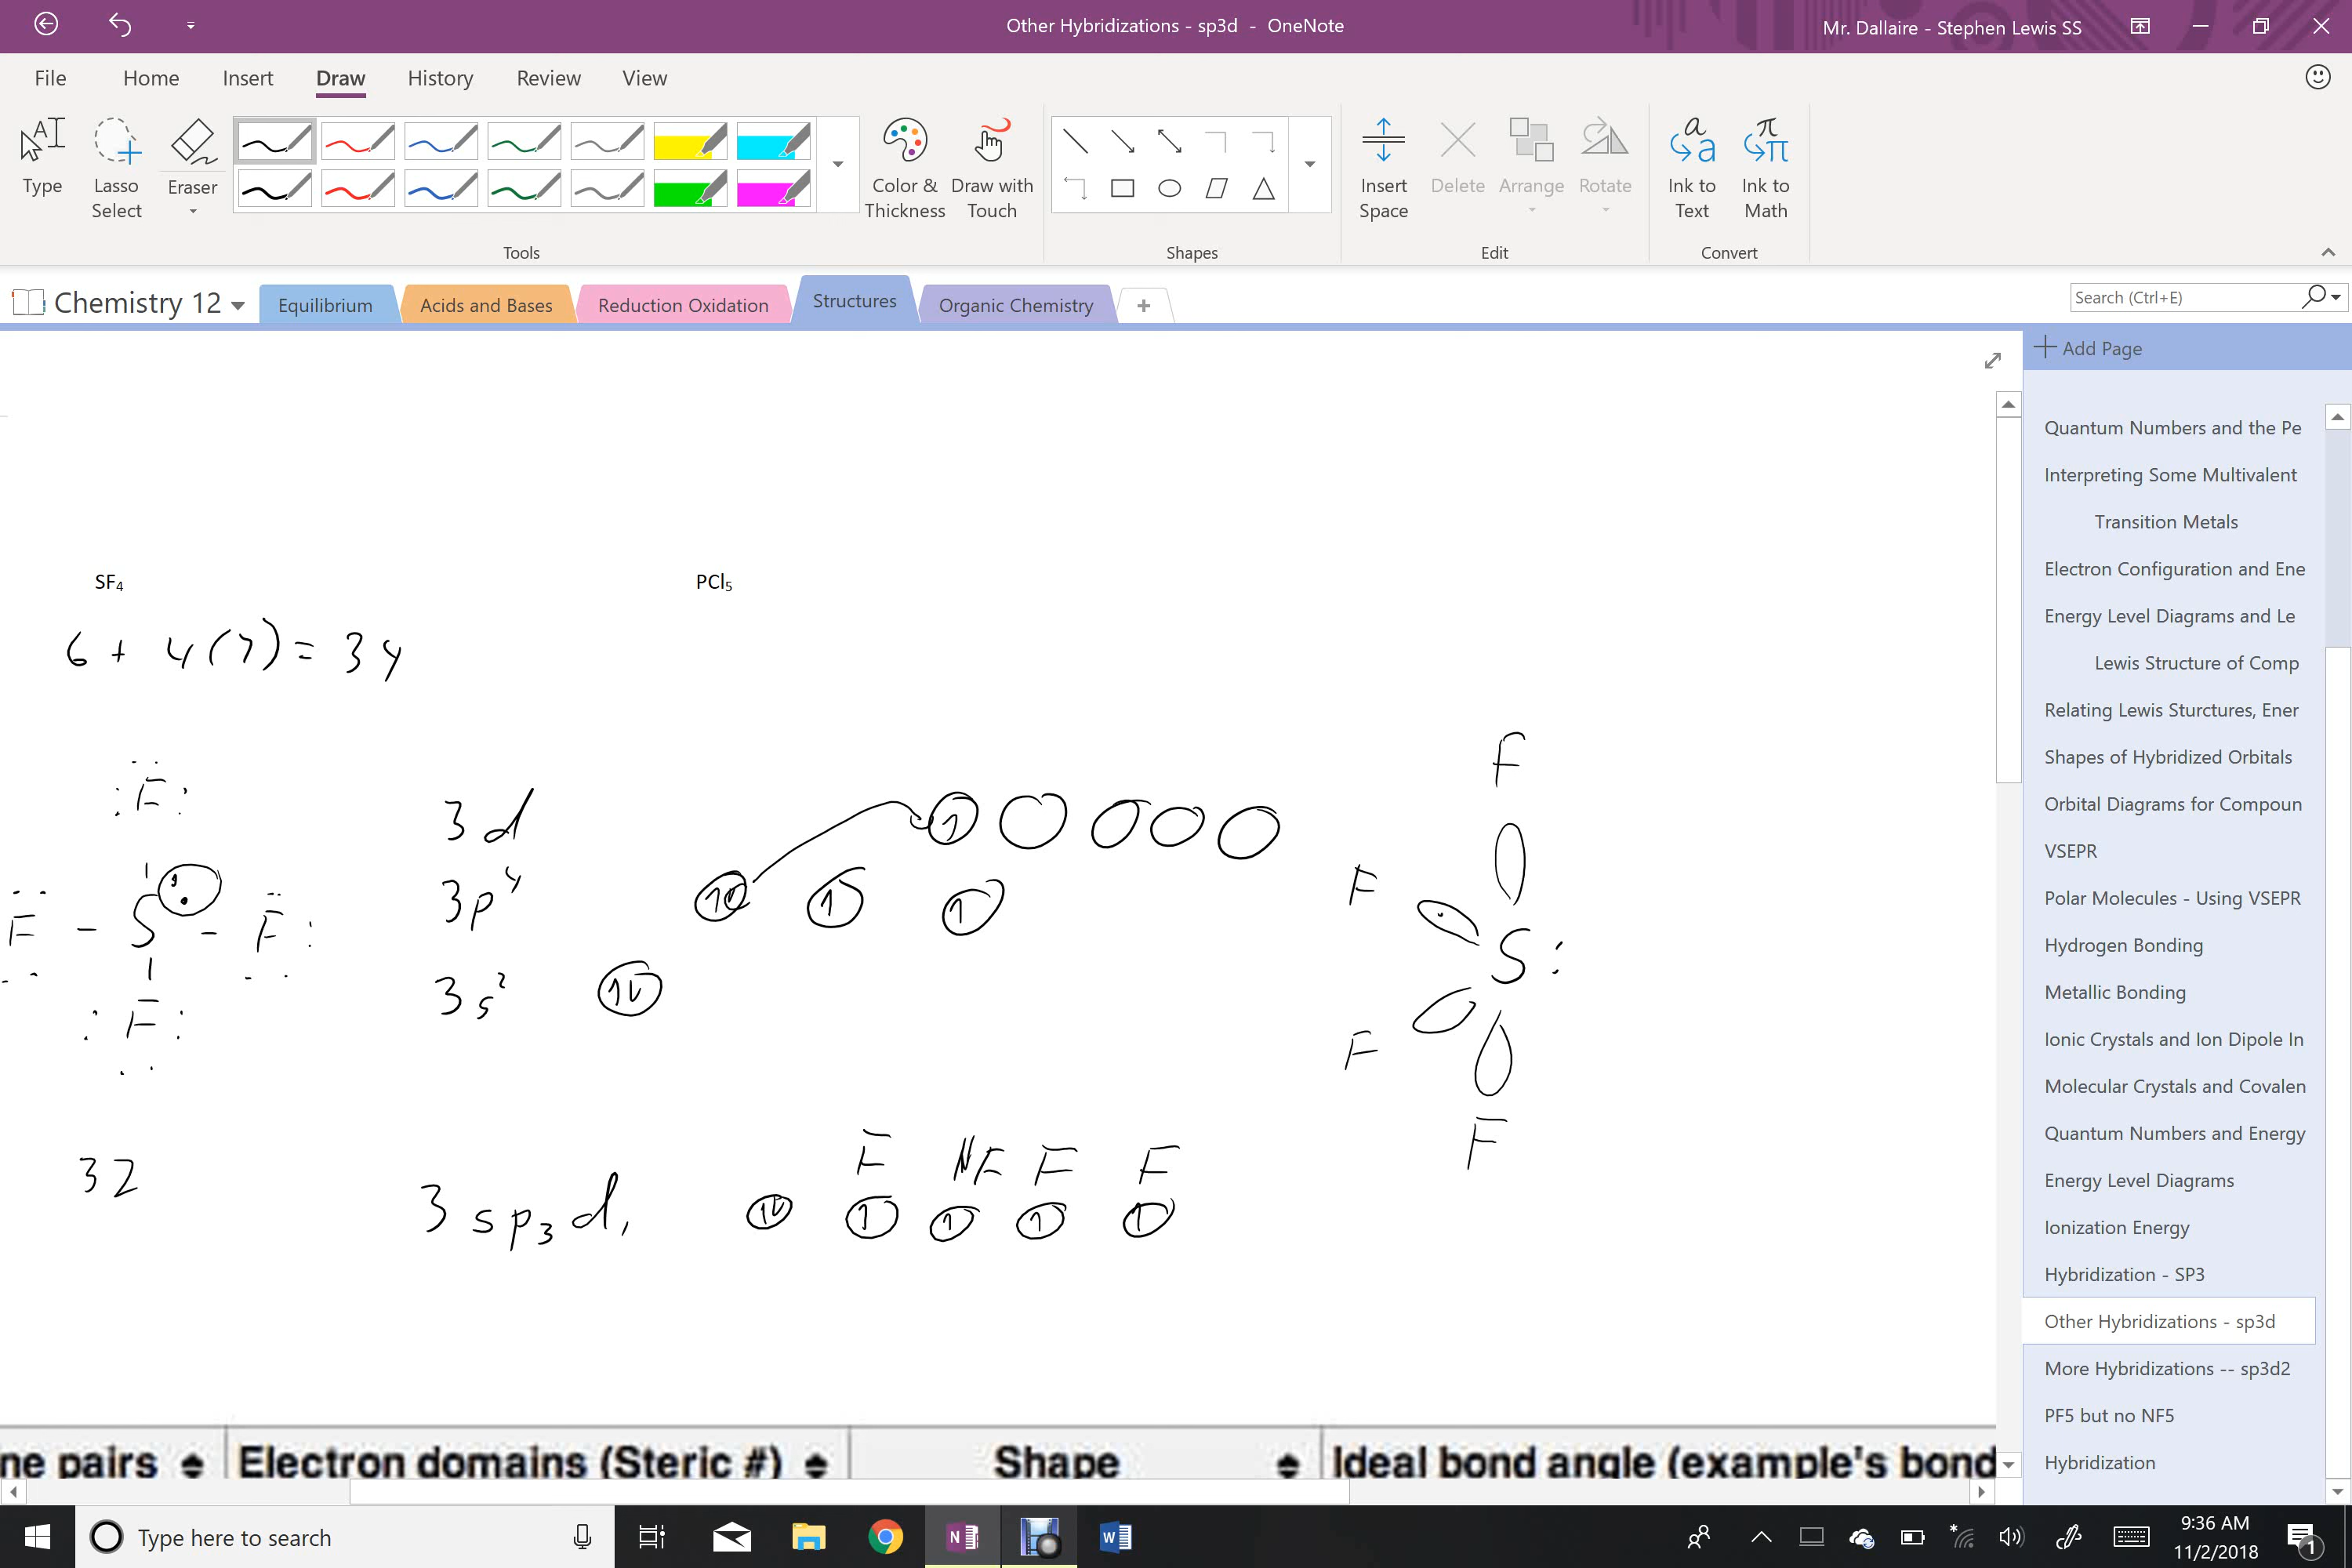 Other Hybridizations - sp3d - OneNote
Mr. Dallaire - Stephen Lewis SS
File Home Insert Draw History Review View
Type
Lasso Select
Eraser
Color & Thickness
Draw with Touch
Insert Space
Delete
Arrange
Rotate
Ink to Text
Ink to Math
Tools
Shapes
Edit
Convert
Chemistry 12
Equilibrium
Acids and Bases
Reduction Oxidation
Structures
Organic Chemistry
Search (Ctrl+E)
Add Page
Quantum Numbers and the Pe
Interpreting Some Multivalent
Transition Metals
Electron Configuration and Ene
Energy Level Diagrams and Le
Lewis Structure of Comp
Relating Lewis Sturctures, Ener
Shapes of Hybridized Orbitals
Orbital Diagrams for Compoun
VSEPR
Polar Molecules - Using VSEPR
Hydrogen Bonding
Metallic Bonding
Ionic Crystals and Ion Dipole In
Molecular Crystals and Covalen
Quantum Numbers and Energy
Energy Level Diagrams
Ionization Energy
Hybridization - SP3
Other Hybridizations - sp3d
More Hybridizations -- sp3d2
PF5 but no NF5
Hybridization
SF₄
PCl₅
6 + 4(7) = 34
F
F - S - F
F
32
3d
3p⁴
3s²
F F F F
3sp₃d₁
F
F
S:
F
F
ne pairs
Electron domains (Steric #)
Shape
Ideal bond angle (example's bond
Type here to search
9:36 AM
11/2/2018
1